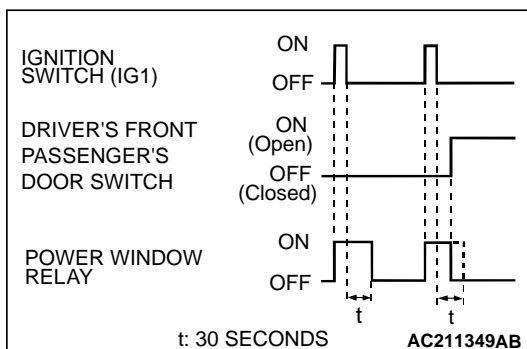 IGNITION
SWITCH (IG1)
ON
OFF
DRIVER'S FRONT
PASSENGER'S
DOOR SWITCH
ON
(Open)
OFF
(Closed)
POWER WINDOW
RELAY
ON
OFF
t
t
t: 30 SECONDS
AC211349AB